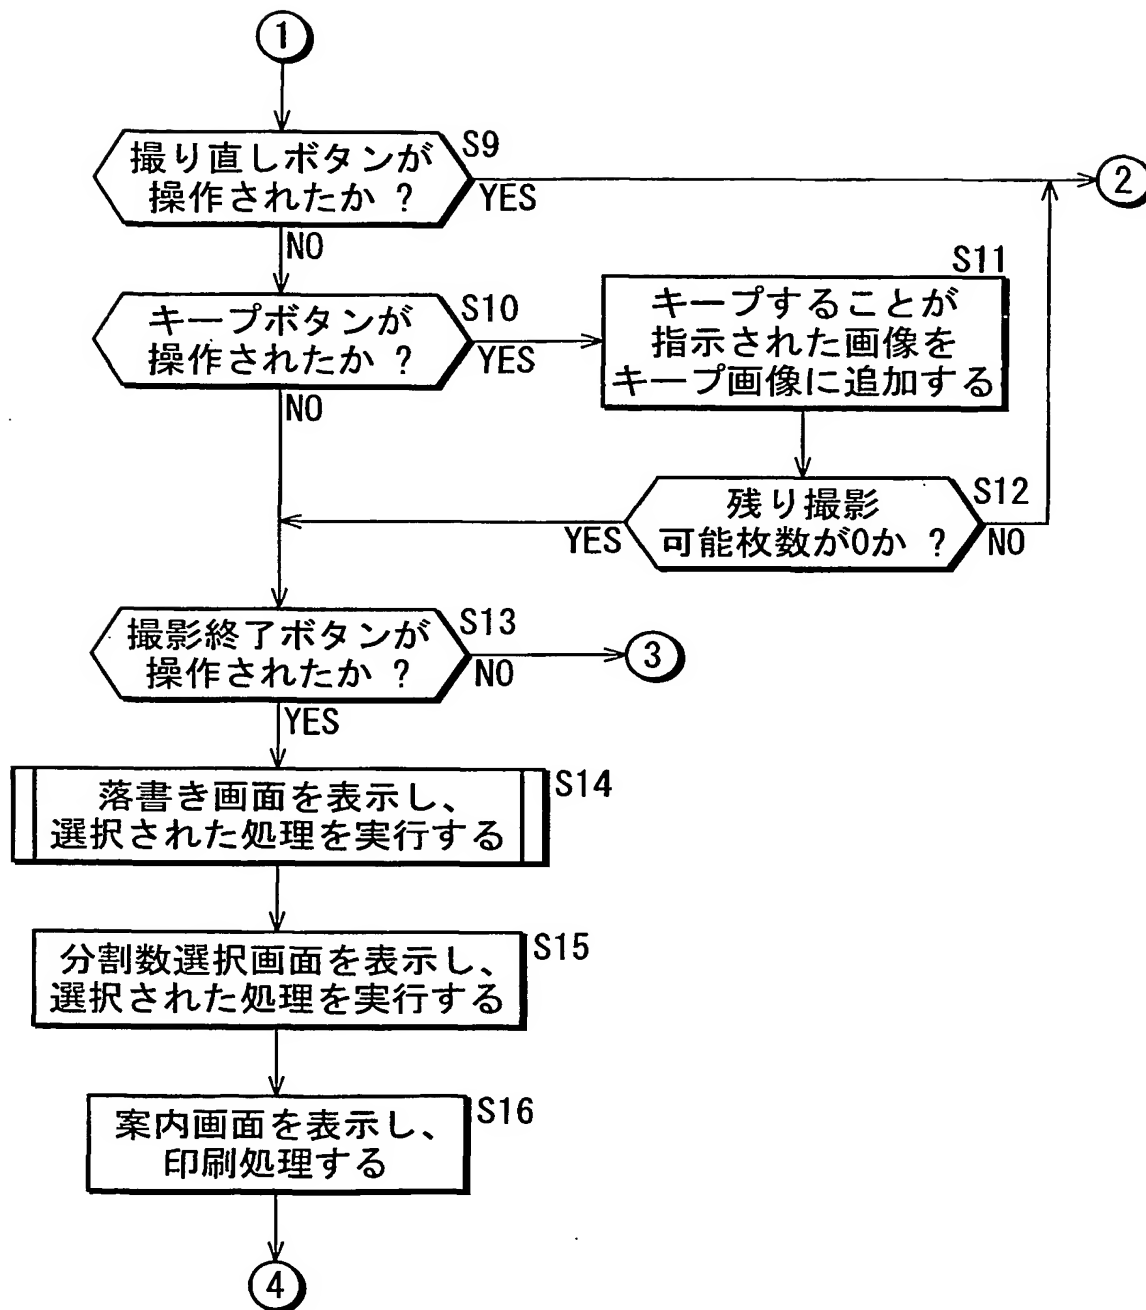 1
撮り直しボタンが
操作されたか ?
S9
YES
2
NO
キープボタンが
操作されたか ?
S10
YES
NO
S11
キープすることが
指示された画像を
キープ画像に追加する
残り撮影
可能枚数が0か ?
S12
YES
NO
撮影終了ボタンが
操作されたか ?
S13
NO
3
YES
落書き画面を表示し、
選択された処理を実行する
S14
分割数選択画面を表示し、
選択された処理を実行する
S15
案内画面を表示し、
印刷処理する
S16
4